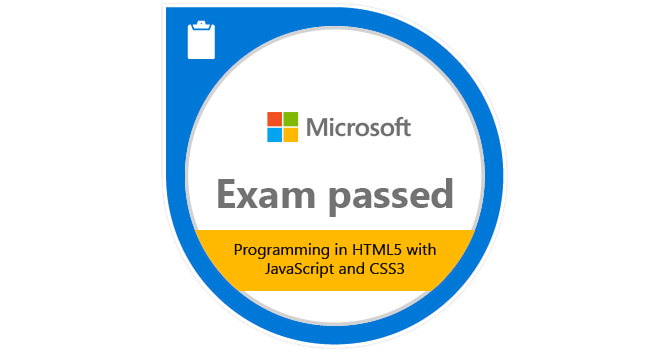 Microsoft
Exam passed
Programming in HTML5 with
JavaScript and CSS3